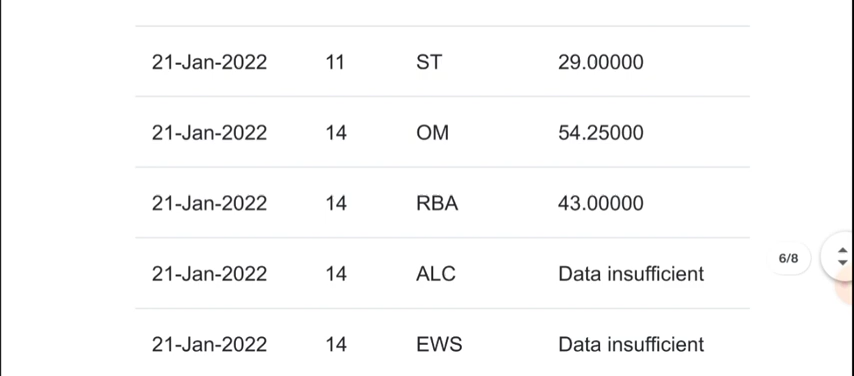 21-Jan-2022 11 ST 29.00000
21-Jan-2022 14 OM 54.25000
21-Jan-2022 14 RBA 43.00000
21-Jan-2022 14 ALC Data insufficient
6/8
21-Jan-2022 14 EWS Data insufficient